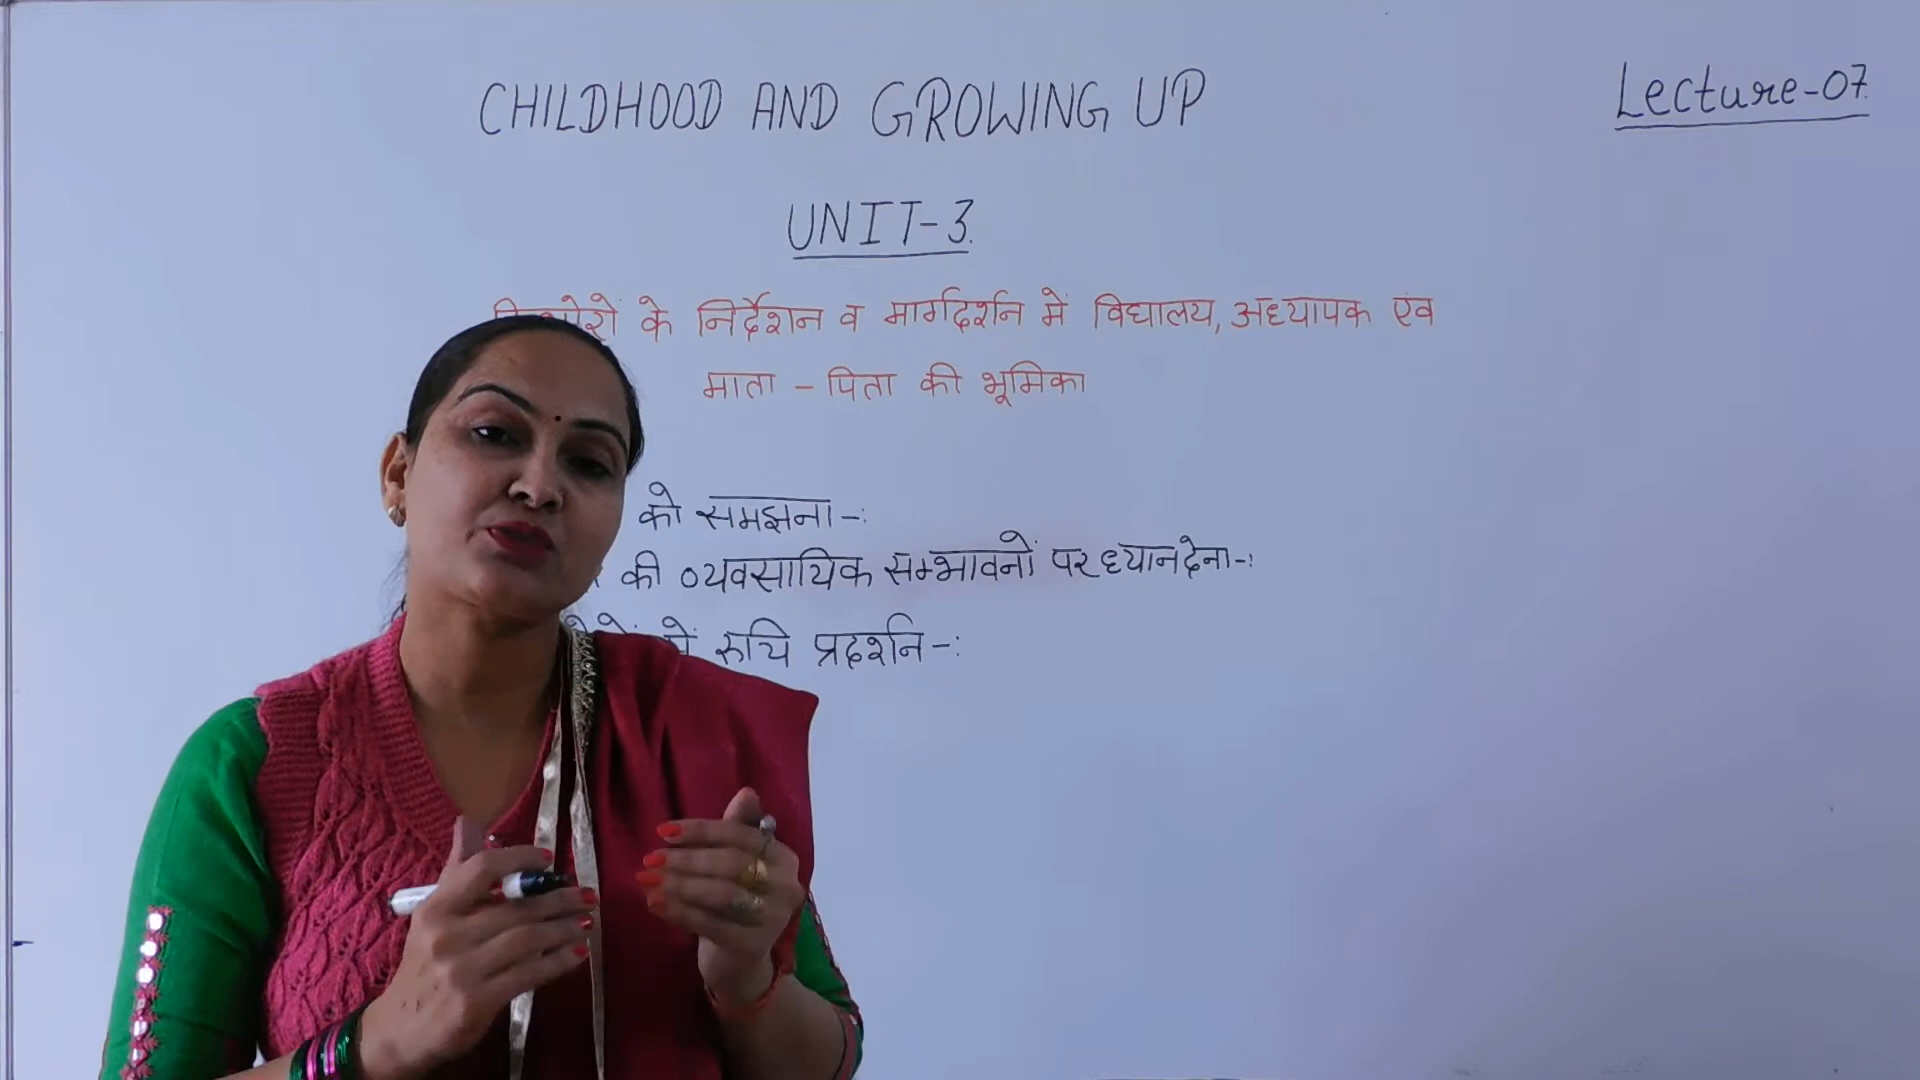 CHILDHOOD AND GROWING UP
Lecture-07.
UNIT-3.
के निर्देशन व मार्गदर्शन में विद्यालय, अध्यापक एंव
माता - पिता की भूमिका
को समझना-:
की व्यवसायिक सम्भावनों पर ध्यान देना-:
में रूचि प्रदर्शन-: